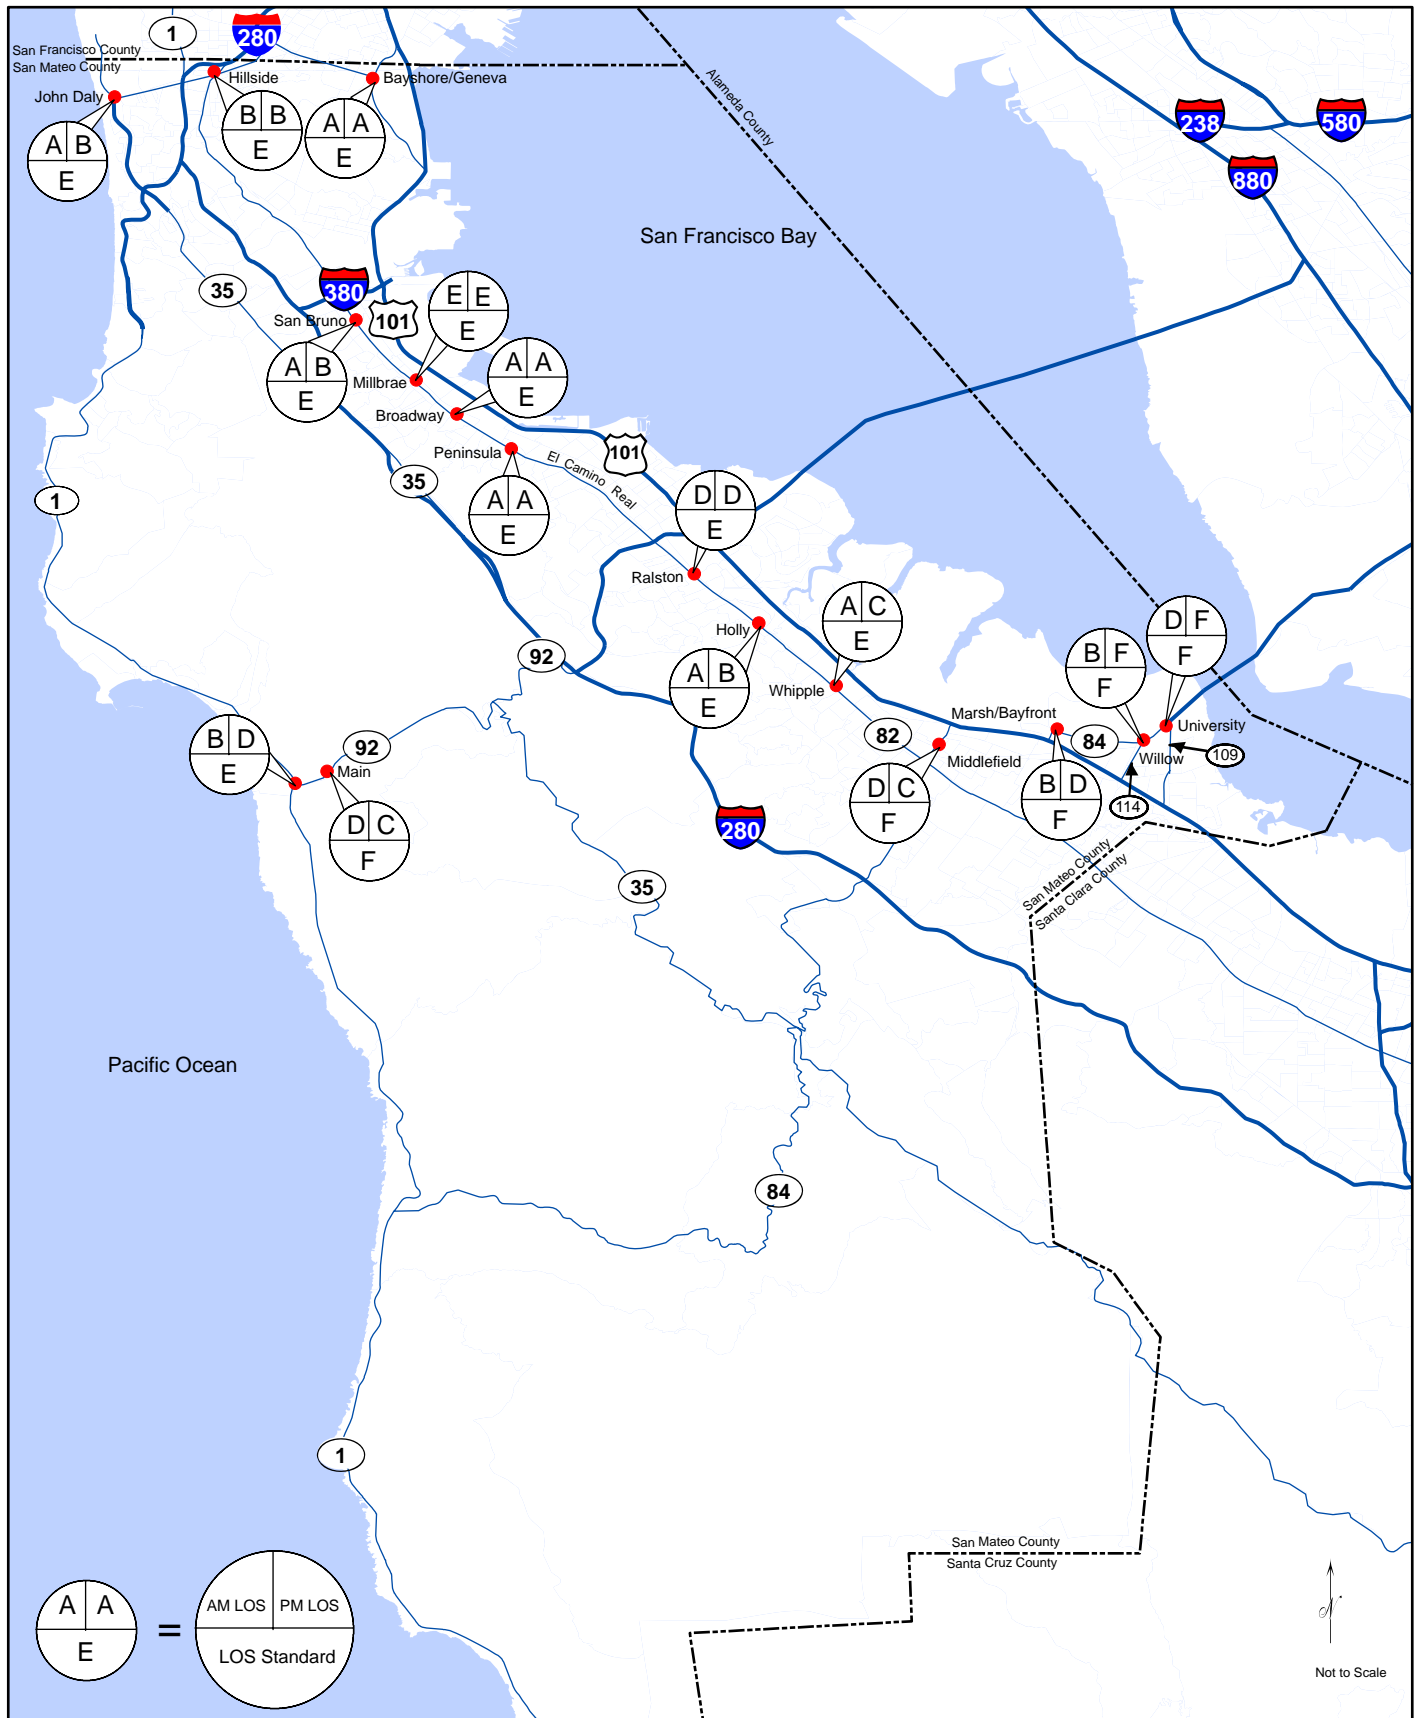 1
280
San Francisco County
San Mateo County
Hillside
Bayshore/Geneva
John Daly
B B
E
A A
E
A B
E
Alameda County
238
580
880
San Francisco Bay
35
380
San Bruno
101
E E
E
A B
E
Millbrae
A A
E
Broadway
Peninsula
El Camino Real
101
35
1
A A
E
D D
E
Ralston
A C
E
Holly
D F
F
B F
F
92
A B
E
Whipple
Marsh/Bayfront
University
82
84
Willow
109
Middlefield
B D
E
92
Main
D C
F
B D
F
114
D C
F
280
San Mateo County
Santa Clara County
35
Pacific Ocean
84
1
San Mateo County
Santa Cruz County
A A
E
=
AM LOS PM LOS
LOS Standard
N
Not to Scale